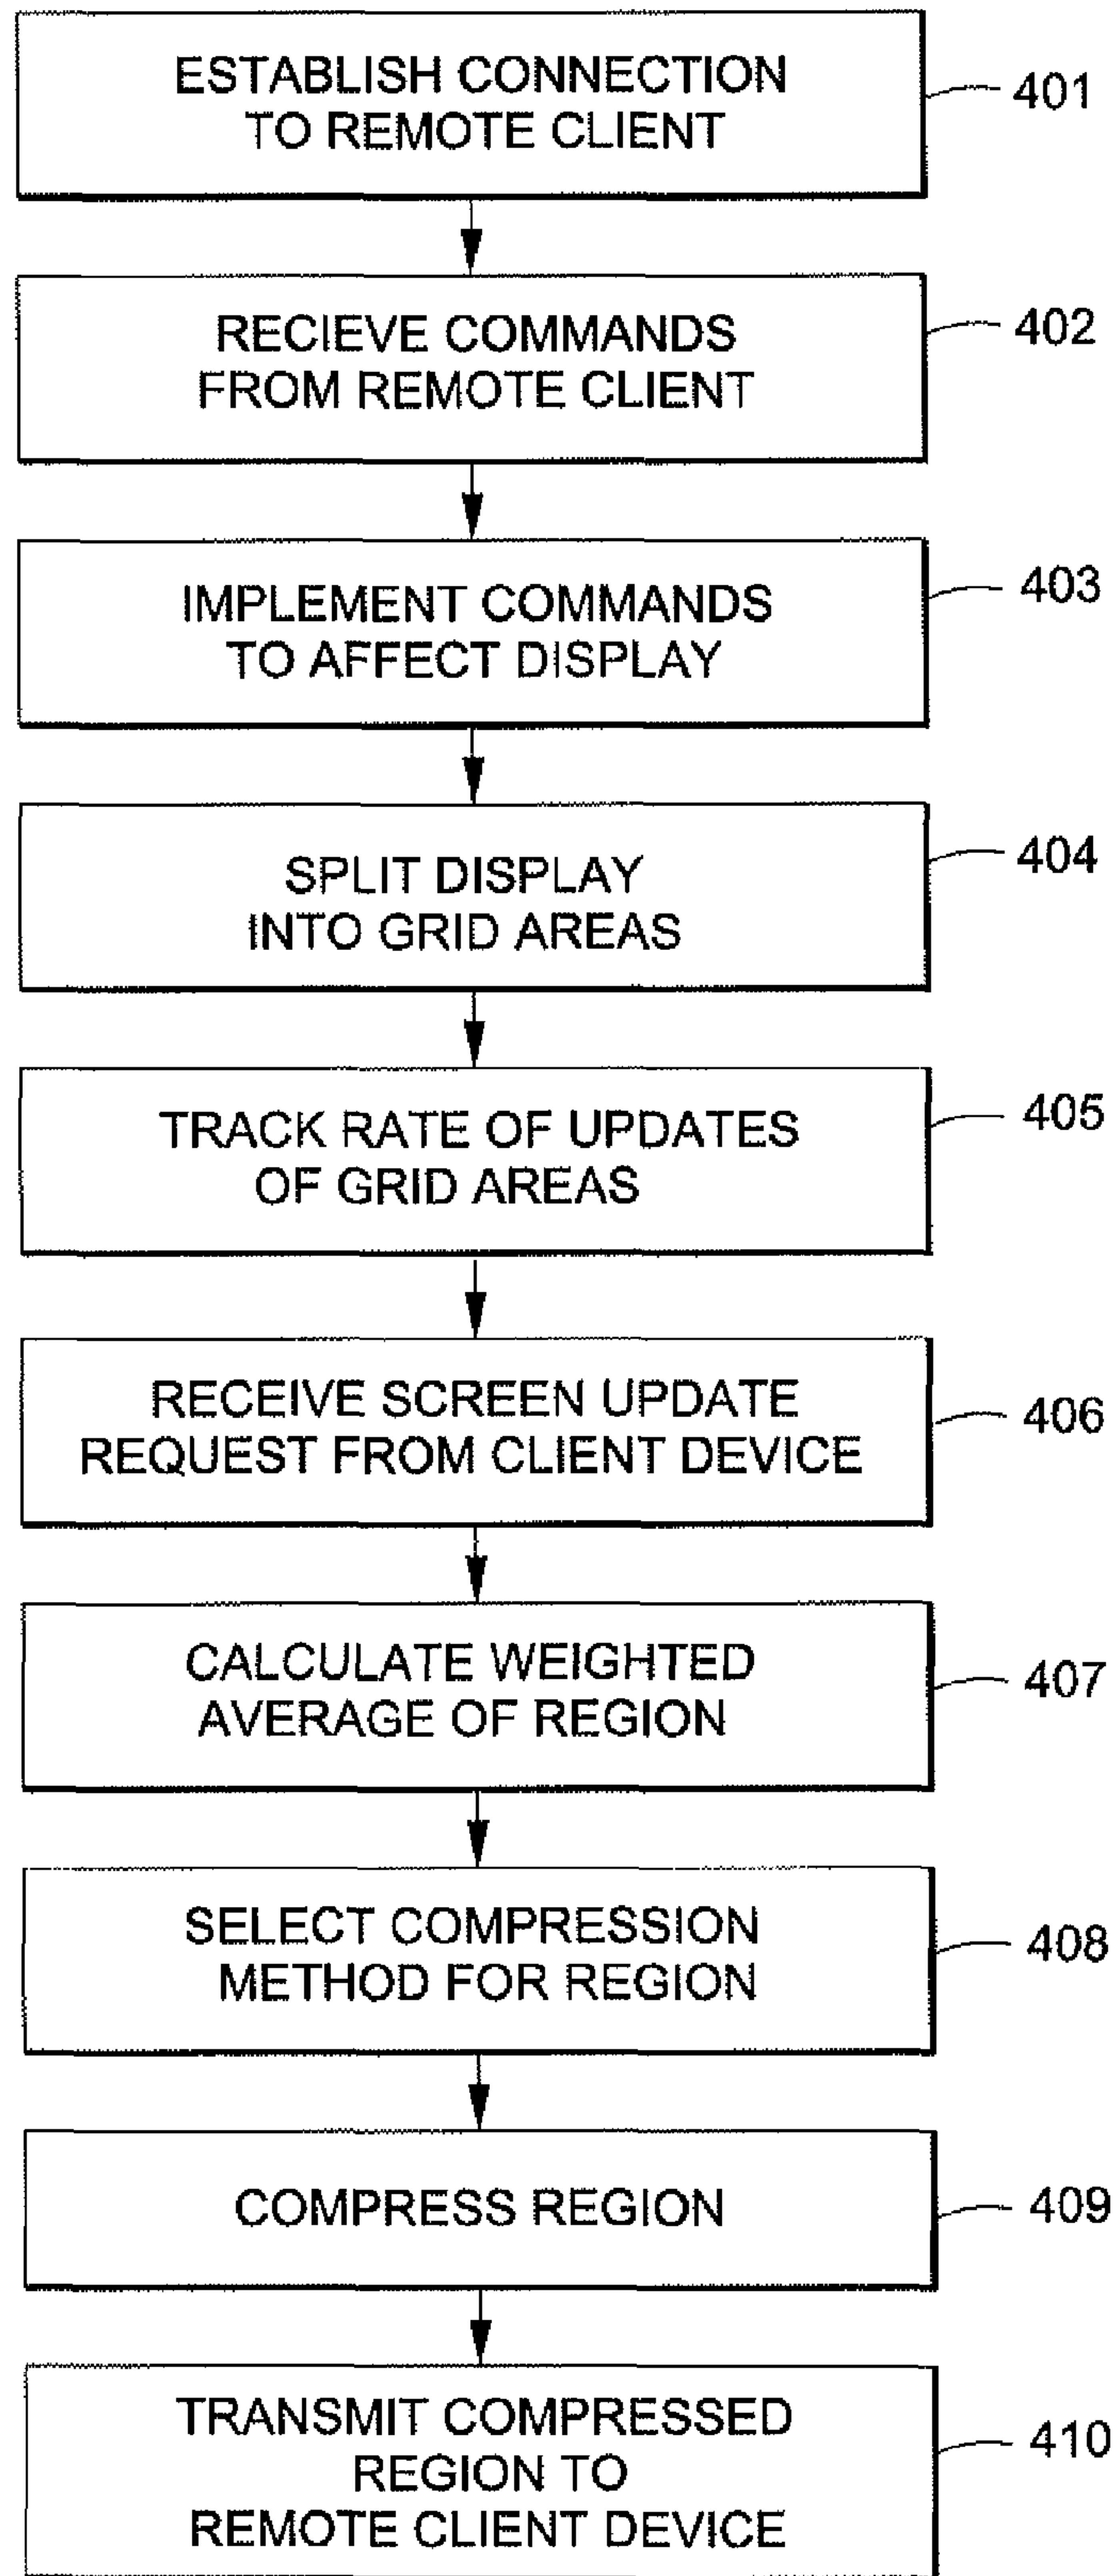 ESTABLISH CONNECTION
TO REMOTE CLIENT
401
RECIEVE COMMANDS
FROM REMOTE CLIENT
402
IMPLEMENT COMMANDS
TO AFFECT DISPLAY
403
SPLIT DISPLAY
INTO GRID AREAS
404
TRACK RATE OF UPDATES
OF GRID AREAS
405
RECEIVE SCREEN UPDATE
REQUEST FROM CLIENT DEVICE
406
CALCULATE WEIGHTED
AVERAGE OF REGION
407
SELECT COMPRESSION
METHOD FOR REGION
408
COMPRESS REGION
409
TRANSMIT COMPRESSED
REGION TO
REMOTE CLIENT DEVICE
410